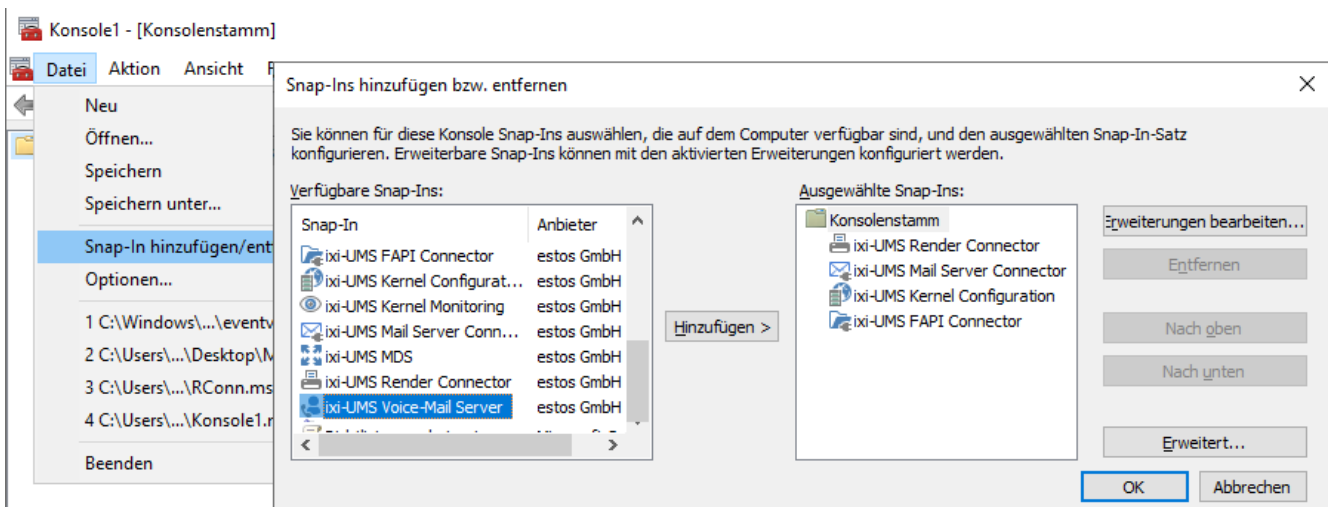 Konsole1 - [Konsolenstamm]
Datei Aktion Ansicht
Neu
Öffnen...
Speichern
Speichern unter...
Snap-In hinzufügen/ent
Optionen...
1 C:\Windows\...\eventv
2 C:\Users\...\Desktop\M
3 C:\Users\...\RConn.ms
4 C:\Users\...\Konsole1.r
Beenden
Snap-Ins hinzufügen bzw. entfernen
Sie können für diese Konsole Snap-Ins auswählen, die auf dem Computer verfügbar sind, und den ausgewählten Snap-In-Satz
konfigurieren. Erweiterbare Snap-Ins können mit den aktivierten Erweiterungen konfiguriert werden.
Verfügbare Snap-Ins:
Snap-In Anbieter
ixi-UMS FAPI Connector estos GmbH
ixi-UMS Kernel Configurat... estos GmbH
ixi-UMS Kernel Monitoring estos GmbH
ixi-UMS Mail Server Conn... estos GmbH
ixi-UMS MDS estos GmbH
ixi-UMS Render Connector estos GmbH
ixi-UMS Voice-Mail Server estos GmbH
Hinzufügen >
Ausgewählte Snap-Ins:
Konsolenstamm
ixi-UMS Render Connector
ixi-UMS Mail Server Connector
ixi-UMS Kernel Configuration
ixi-UMS FAPI Connector
Erweiterungen bearbeiten...
Entfernen
Nach oben
Nach unten
Erweitert...
OK Abbrechen